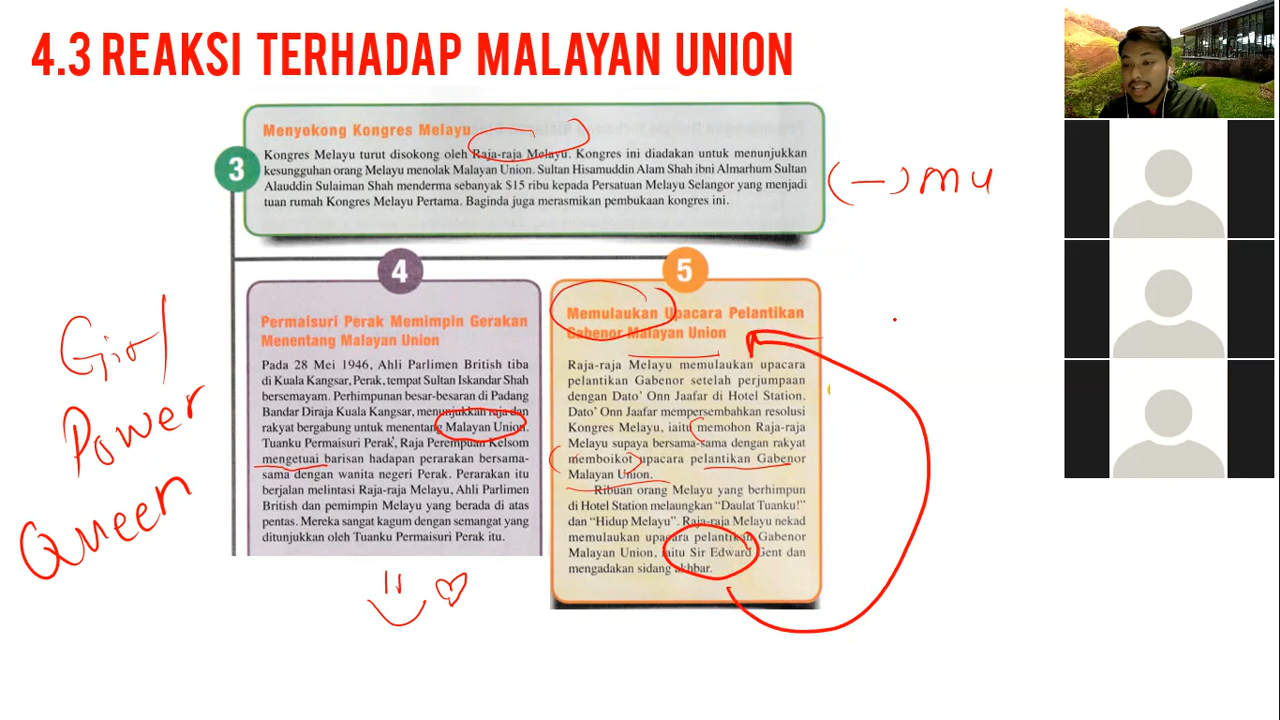 4.3 REAKSI TERHADAP MALAYAN UNION
3
Menyokong Kongres Melayu
Kongres Melayu turut disokong oleh Raja-raja Melayu. Kongres ini diadakan untuk menunjukkan
kesungguhan orang Melayu menolak Malayan Union. Sultan Hisamuddin Alam Shah ibni Almarhum Sultan
Alauddin Sulaiman Shah menderma sebanyak $15 ribu kepada Persatuan Melayu Selangor yang menjadi
tuan rumah Kongres Melayu Pertama. Baginda juga merasmikan pembukaan kongres ini.
(—) MU
4
Permaisuri Perak Memimpin Gerakan
Menentang Malayan Union
Pada 28 Mei 1946, Ahli Parlimen British tiba
di Kuala Kangsar, Perak, tempat Sultan Iskandar Shah
bersemayam. Perhimpunan besar-besaran di Padang
Bandar Diraja Kuala Kangsar, menunjukkan raja dan
rakyat bergabung untuk menentang Malayan Union.
Tuanku Permaisuri Perak, Raja Perempuan Kelsom
mengetuai barisan hadapan perarakan bersama-
sama dengan wanita negeri Perak. Perarakan itu
berjalan melintasi Raja-raja Melayu, Ahli Parlimen
British dan pemimpin Melayu yang berada di atas
pentas. Mereka sangat kagum dengan semangat yang
ditunjukkan oleh Tuanku Permaisuri Perak itu.
Girl
Power
Queen
5
Memulaukan Upacara Pelantikan
Gabenor Malayan Union
Raja-raja Melayu memulaukan upacara
pelantikan Gabenor setelah perjumpaan
dengan Dato' Onn Jaafar di Hotel Station.
Dato' Onn Jaafar mempersembahkan resolusi
Kongres Melayu, iaitu memohon Raja-raja
Melayu supaya bersama-sama dengan rakyat
memboikot upacara pelantikan Gabenor
Malayan Union.
Ribuan orang Melayu yang berhimpun
di Hotel Station melaungkan “Daulat Tuanku!”
dan “Hidup Melayu”. Raja-raja Melayu nekad
memulaukan upacara pelantikan Gabenor
Malayan Union, iaitu Sir Edward Gent dan
mengadakan sidang akhbar.